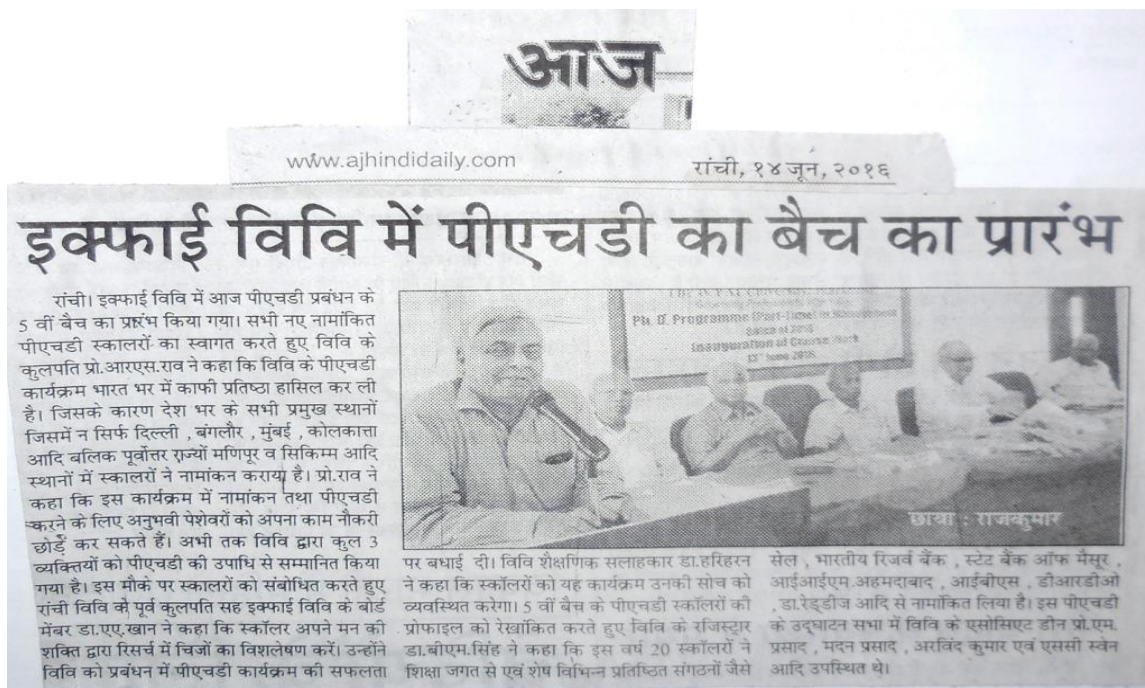 आज
www.ajhindidaily.com
रांची, १४ जून, २०१६
इक्फाई विवि में पीएचडी का बैच का प्रारंभ
रांची। इक्फाई विवि में आज पीएचडी प्रबंधन के
5 वीं बैच का प्रारंभ किया गया। सभी नए नामांकित
पीएचडी स्कालरों का स्वागत करते हुए विवि के
कुलपति प्रो.आरएस.राव ने कहा कि विवि के पीएचडी
कार्यक्रम भारत भर में काफी प्रतिष्ठा हासिल कर ली
है। जिसके कारण देश भर के सभी प्रमुख स्थानों
जिसमें न सिर्फ दिल्ली , बंगलौर , मुंबई , कोलकात्ता
आदि बलिक पूर्वोत्तर राज्यों मणिपूर व सिकिम्म आदि
स्थानों में स्कालरों ने नामांकन कराया है। प्रो.राव ने
कहा कि इस कार्यक्रम में नामांकन तथा पीएचडी
करने के लिए अनुभवी पेशेवरों को अपना काम नौकरी
छोड़ें कर सकते हैं। अभी तक विवि द्वारा कुल 3
व्यक्तियों को पीएचडी की उपाधि से सम्मानित किया
गया है। इस मौके पर स्कालरों को संबोधित करते हुए
रांची विवि के पूर्व कुलपति सह इक्फाई विवि के बोर्ड
मेंबर डा.एए.खान ने कहा कि स्कॉलर अपने मन की
शक्ति द्वारा रिसर्च में चिजों का विशलेषण करें। उन्होंने
विवि को प्रबंधन में पीएचडी कार्यक्रम की सफलता
Ph. D. Programme (Part-Time) in Management
Inauguration of Course Work
13th June 2016
छाया : राजकुमार
पर बधाई दी। विवि शैक्षणिक सलाहकार डा.हरिहरन
ने कहा कि स्कॉलरों को यह कार्यक्रम उनकी सोच को
व्यवस्थित करेगा। 5 वीं बैच के पीएचडी स्कॉलरों की
प्रोफाइल को रेखांकित करते हुए विवि के रजिस्ट्रार
डा.बीएम.सिंह ने कहा कि इस वर्ष 20 स्कॉलरों ने
शिक्षा जगत से एवं शेष विभिन्न प्रतिष्ठित संगठनों जैसे
सेल , भारतीय रिजर्व बैंक , स्टेट बैंक ऑफ मैसूर ,
आईआईएम.अहमदाबाद , आईबीएस , डीआरडीओ
, डा.रेड्डीज आदि से नामांकित लिया है। इस पीएचडी
के उद्घाटन सभा में विवि के एसोसिएट डीन प्रो.एम.
प्रसाद , मदन प्रसाद , अरविंद कुमार एवं एससी स्वेन
आदि उपस्थित थे।